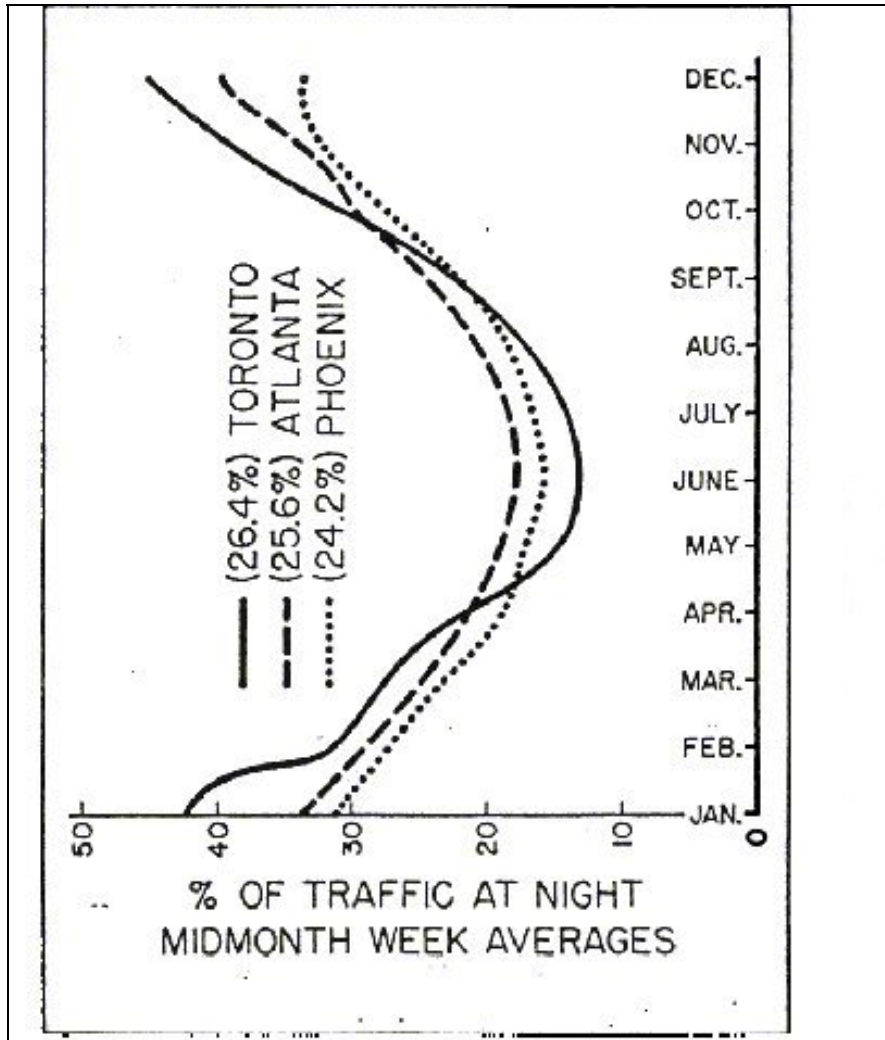 DEC.
NOV.
OCT.
SEPT.
AUG.
JULY
JUNE
MAY
APR.
MAR.
FEB.
JAN.
(26.4%) TORONTO
(25.6%) ATLANTA
(24.2%) PHOENIX
50
40
30
20
10
0
% OF TRAFFIC AT NIGHT
MIDMONTH WEEK AVERAGES